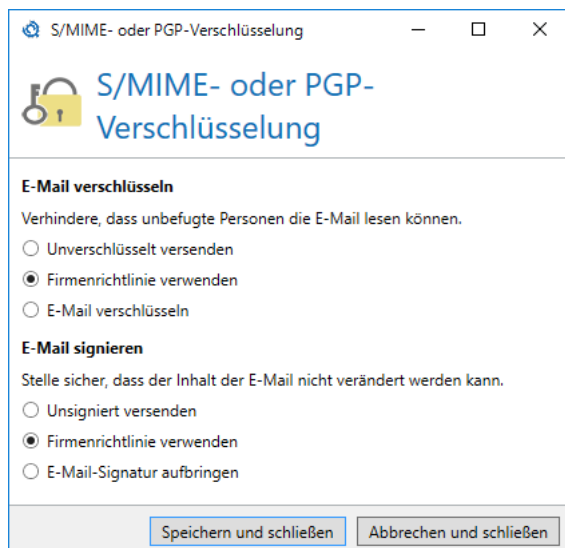 S/MIME- oder PGP-Verschlüsselung
S/MIME- oder PGP-
Verschlüsselung
E-Mail verschlüsseln
Verhindere, dass unbefugte Personen die E-Mail lesen können.
Unverschlüsselt versenden
Firmenrichtlinie verwenden
E-Mail verschlüsseln
E-Mail signieren
Stelle sicher, dass der Inhalt der E-Mail nicht verändert werden kann.
Unsigniert versenden
Firmenrichtlinie verwenden
E-Mail-Signatur aufbringen
Speichern und schließen Abbrechen und schließen